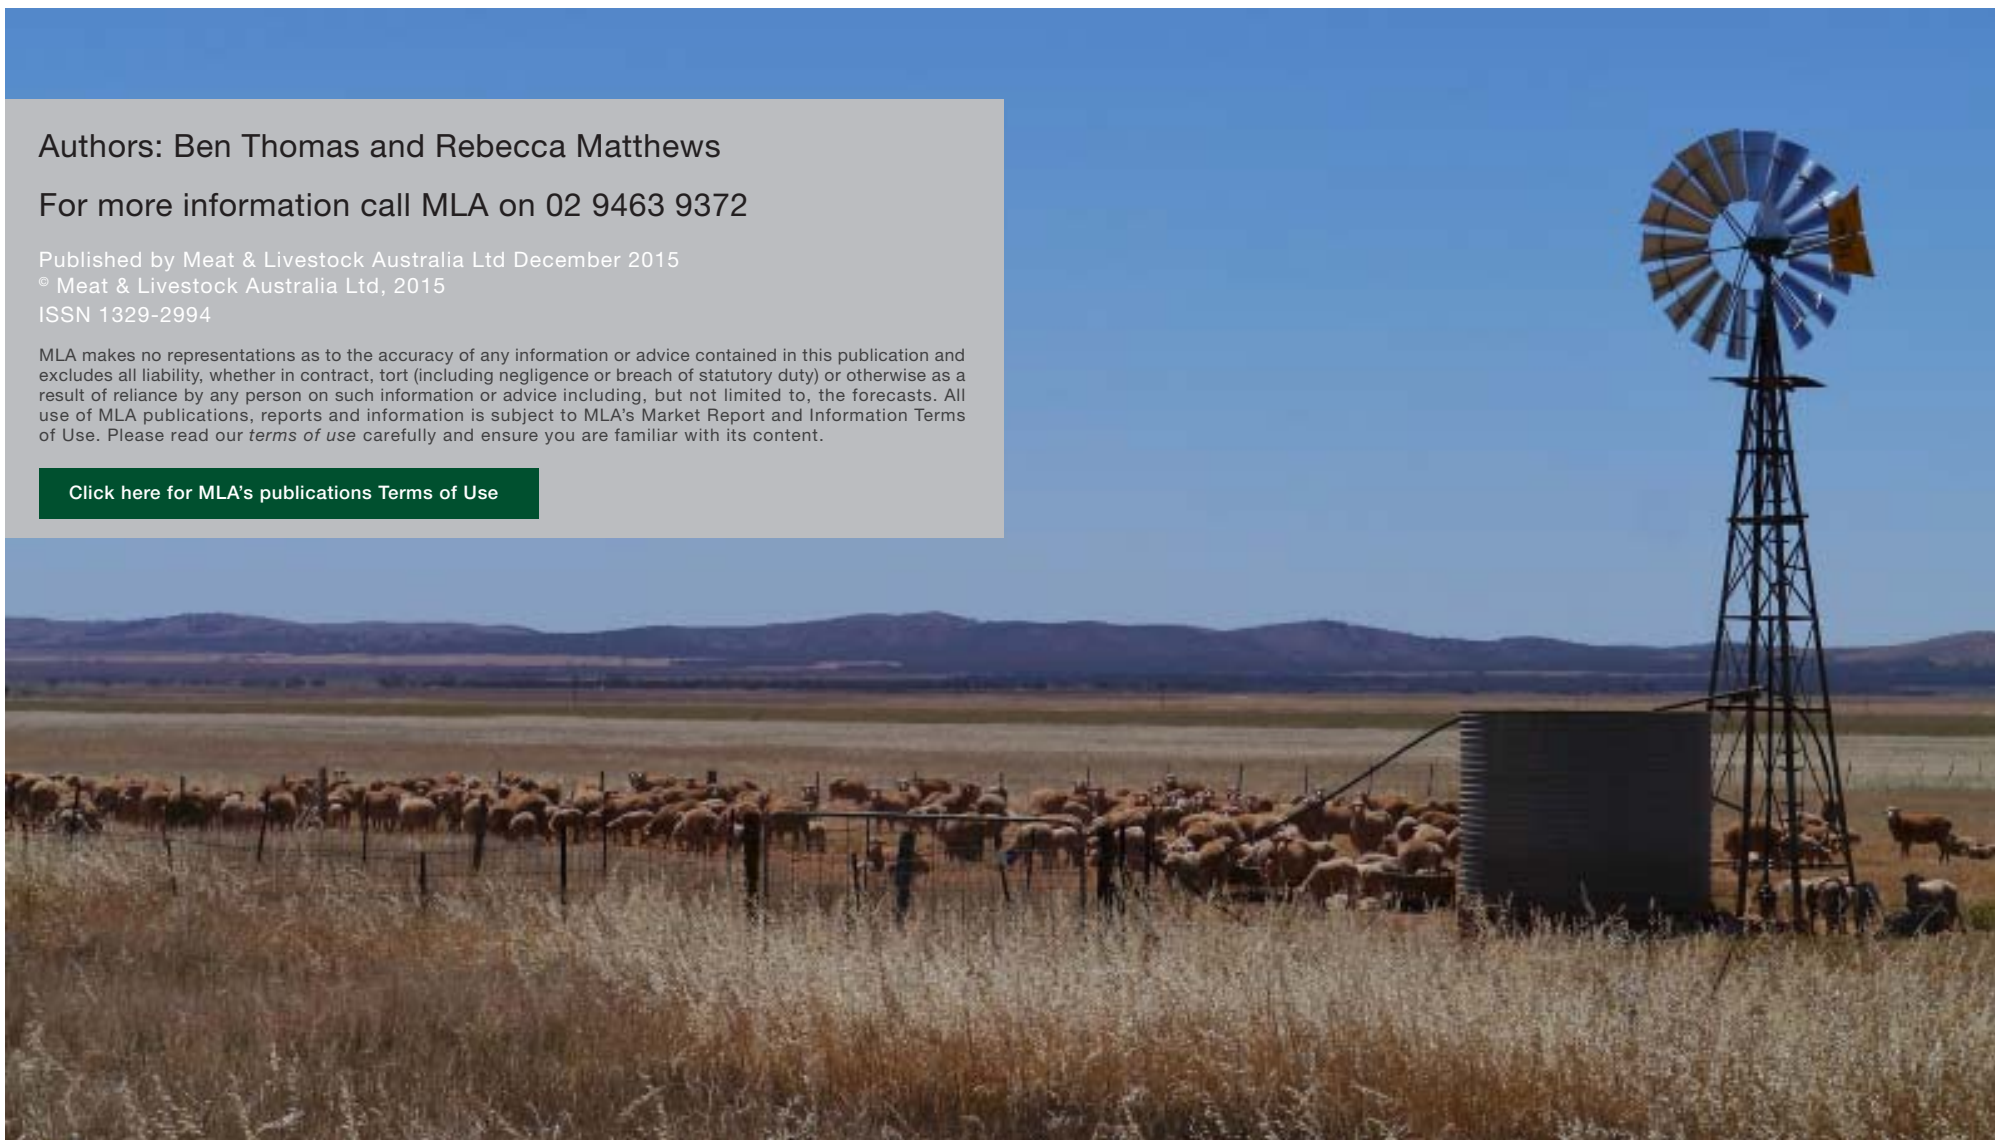 Authors: Ben Thomas and Rebecca Matthews
For more information call MLA on 02 9463 9372
Published by Meat & Livestock Australia Ltd December 2015
© Meat & Livestock Australia Ltd, 2015
ISSN 1329-2994
MLA makes no representations as to the accuracy of any information or advice contained in this publication and
excludes all liability, whether in contract, tort (including negligence or breach of statutory duty) or otherwise as a
result of reliance by any person on such information or advice including, but not limited to, the forecasts. All
use of MLA publications, reports and information is subject to MLA’s Market Report and Information Terms
of Use. Please read our terms of use carefully and ensure you are familiar with its content.
Click here for MLA’s publications Terms of Use